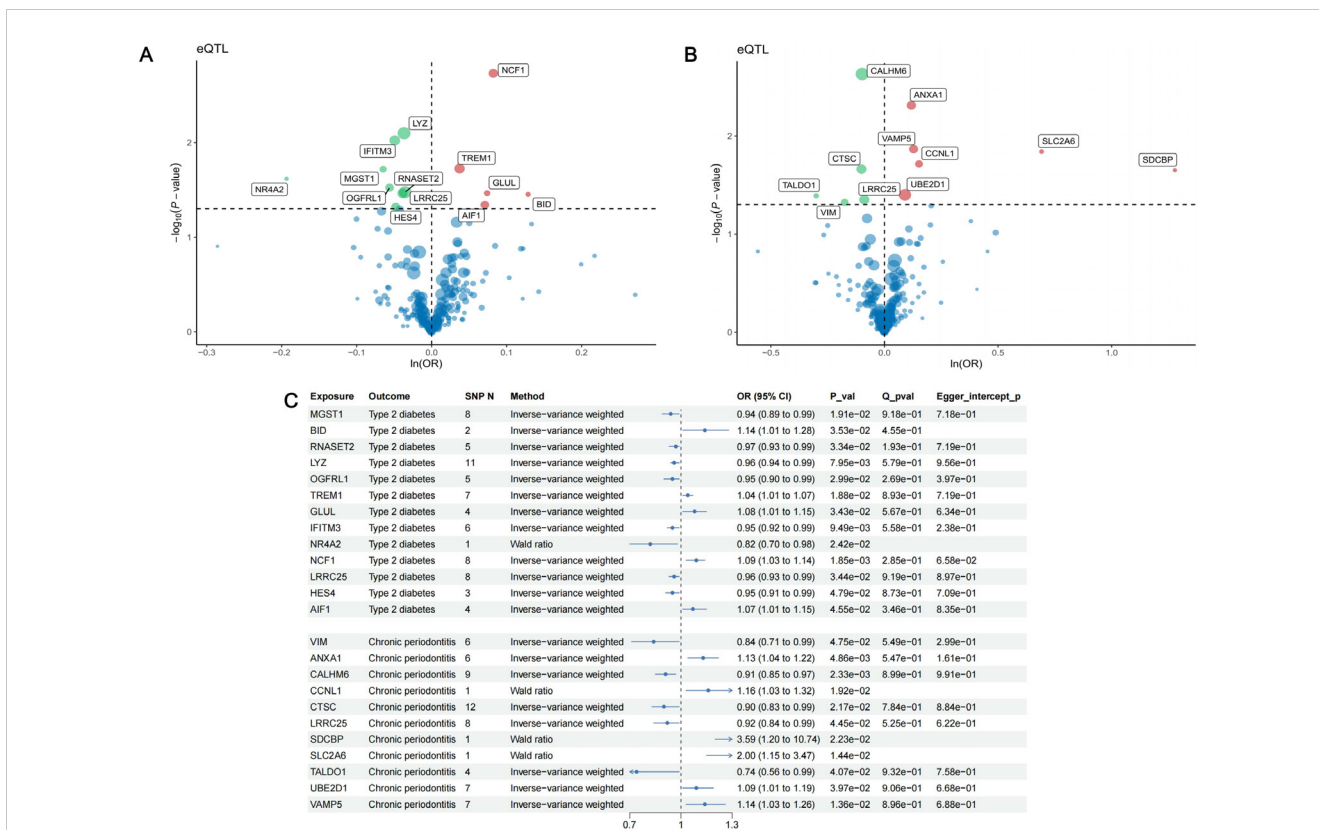 A
eQTL
NCF1
LYZ
IFITM3
TREM1
MGST1
RNASET2
NR4A2
GLUL
OGFRL1
LRRC25
BID
HES4
AIF1
2
1
0
−log10(P − value)
−0.3 −0.2 −0.1 0.0 0.1 0.2
ln(OR)
B
eQTL
CALHM6
ANXA1
VAMP5
SLC2A6
CTSC
CCNL1
SDCBP
TALDO1
LRRC25
UBE2D1
VIM
2
1
0
−log10(P − value)
−0.5 0.0 0.5 1.0
ln(OR)
C
Exposure Outcome SNP N Method OR (95% CI) P_val Q_pval Egger_intercept_p
MGST1 Type 2 diabetes 8 Inverse−variance weighted 0.94 (0.89 to 0.99) 1.91e−02 9.18e−01 7.18e−01
BID Type 2 diabetes 2 Inverse−variance weighted 1.14 (1.01 to 1.28) 3.53e−02 4.55e−01
RNASET2 Type 2 diabetes 5 Inverse−variance weighted 0.97 (0.93 to 0.99) 3.34e−02 1.93e−01 7.19e−01
LYZ Type 2 diabetes 11 Inverse−variance weighted 0.96 (0.94 to 0.99) 7.95e−03 5.79e−01 9.56e−01
OGFRL1 Type 2 diabetes 5 Inverse−variance weighted 0.95 (0.90 to 0.99) 2.99e−02 2.69e−01 3.97e−01
TREM1 Type 2 diabetes 7 Inverse−variance weighted 1.04 (1.01 to 1.07) 1.88e−02 8.93e−01 7.19e−01
GLUL Type 2 diabetes 4 Inverse−variance weighted 1.08 (1.01 to 1.15) 3.43e−02 5.67e−01 6.34e−01
IFITM3 Type 2 diabetes 6 Inverse−variance weighted 0.95 (0.92 to 0.99) 9.49e−03 5.58e−01 2.38e−01
NR4A2 Type 2 diabetes 1 Wald ratio 0.82 (0.70 to 0.98) 2.42e−02
NCF1 Type 2 diabetes 8 Inverse−variance weighted 1.09 (1.03 to 1.14) 1.85e−03 2.85e−01 6.58e−02
LRRC25 Type 2 diabetes 8 Inverse−variance weighted 0.96 (0.93 to 0.99) 3.44e−02 9.19e−01 8.97e−01
HES4 Type 2 diabetes 3 Inverse−variance weighted 0.95 (0.91 to 0.99) 4.79e−02 8.73e−01 7.09e−01
AIF1 Type 2 diabetes 4 Inverse−variance weighted 1.07 (1.01 to 1.15) 4.55e−02 3.46e−01 8.35e−01
VIM Chronic periodontitis 6 Inverse−variance weighted 0.84 (0.71 to 0.99) 4.75e−02 5.49e−01 2.99e−01
ANXA1 Chronic periodontitis 6 Inverse−variance weighted 1.13 (1.04 to 1.22) 4.86e−03 5.47e−01 1.61e−01
CALHM6 Chronic periodontitis 9 Inverse−variance weighted 0.91 (0.85 to 0.97) 2.33e−03 8.99e−01 9.91e−01
CCNL1 Chronic periodontitis 1 Wald ratio 1.16 (1.03 to 1.32) 1.92e−02
CTSC Chronic periodontitis 12 Inverse−variance weighted 0.90 (0.83 to 0.99) 2.17e−02 7.84e−01 8.84e−01
LRRC25 Chronic periodontitis 8 Inverse−variance weighted 0.92 (0.84 to 0.99) 4.45e−02 5.25e−01 6.22e−01
SDCBP Chronic periodontitis 1 Wald ratio 3.59 (1.20 to 10.74) 2.23e−02
SLC2A6 Chronic periodontitis 1 Wald ratio 2.00 (1.15 to 3.47) 1.44e−02
TALDO1 Chronic periodontitis 4 Inverse−variance weighted 0.74 (0.56 to 0.99) 4.07e−02 9.32e−01 7.58e−01
UBE2D1 Chronic periodontitis 7 Inverse−variance weighted 1.09 (1.01 to 1.19) 3.97e−02 9.06e−01 6.68e−01
VAMP5 Chronic periodontitis 7 Inverse−variance weighted 1.14 (1.03 to 1.26) 1.36e−02 8.96e−01 6.88e−01
0.7 1 1.3